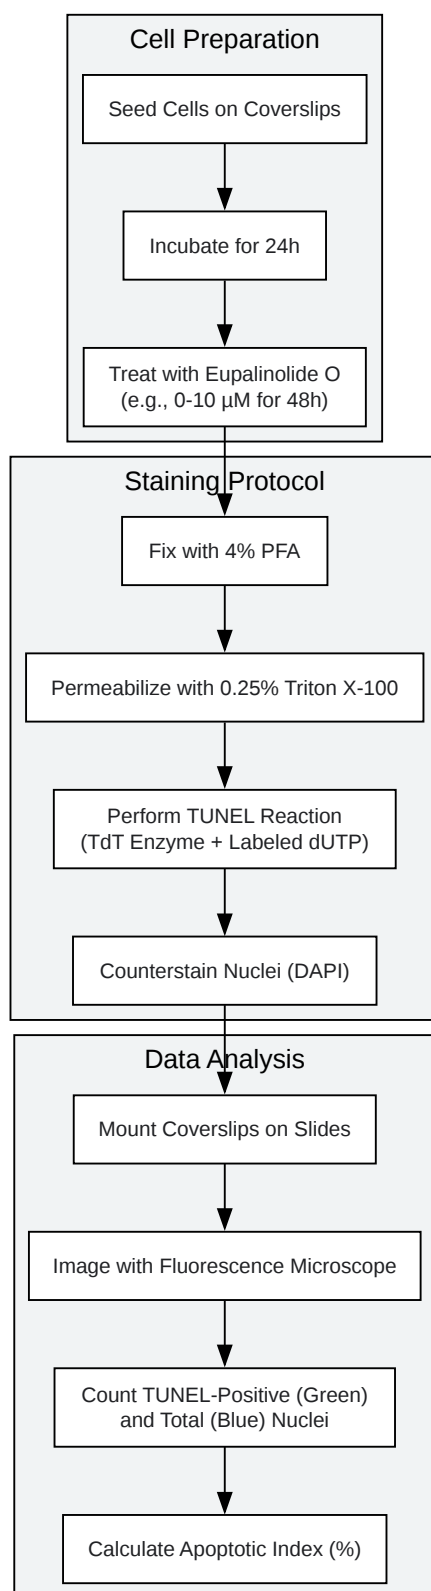 Cell Preparation
Seed Cells on Coverslips
Incubate for 24h
Treat with Eupalinolide O
(e.g., 0-10 µM for 48h)
Staining Protocol
Fix with 4% PFA
Permeabilize with 0.25% Triton X-100
Perform TUNEL Reaction
(TdT Enzyme + Labeled dUTP)
Counterstain Nuclei (DAPI)
Data Analysis
Mount Coverslips on Slides
Image with Fluorescence Microscope
Count TUNEL-Positive (Green)
and Total (Blue) Nuclei
Calculate Apoptotic Index (%)